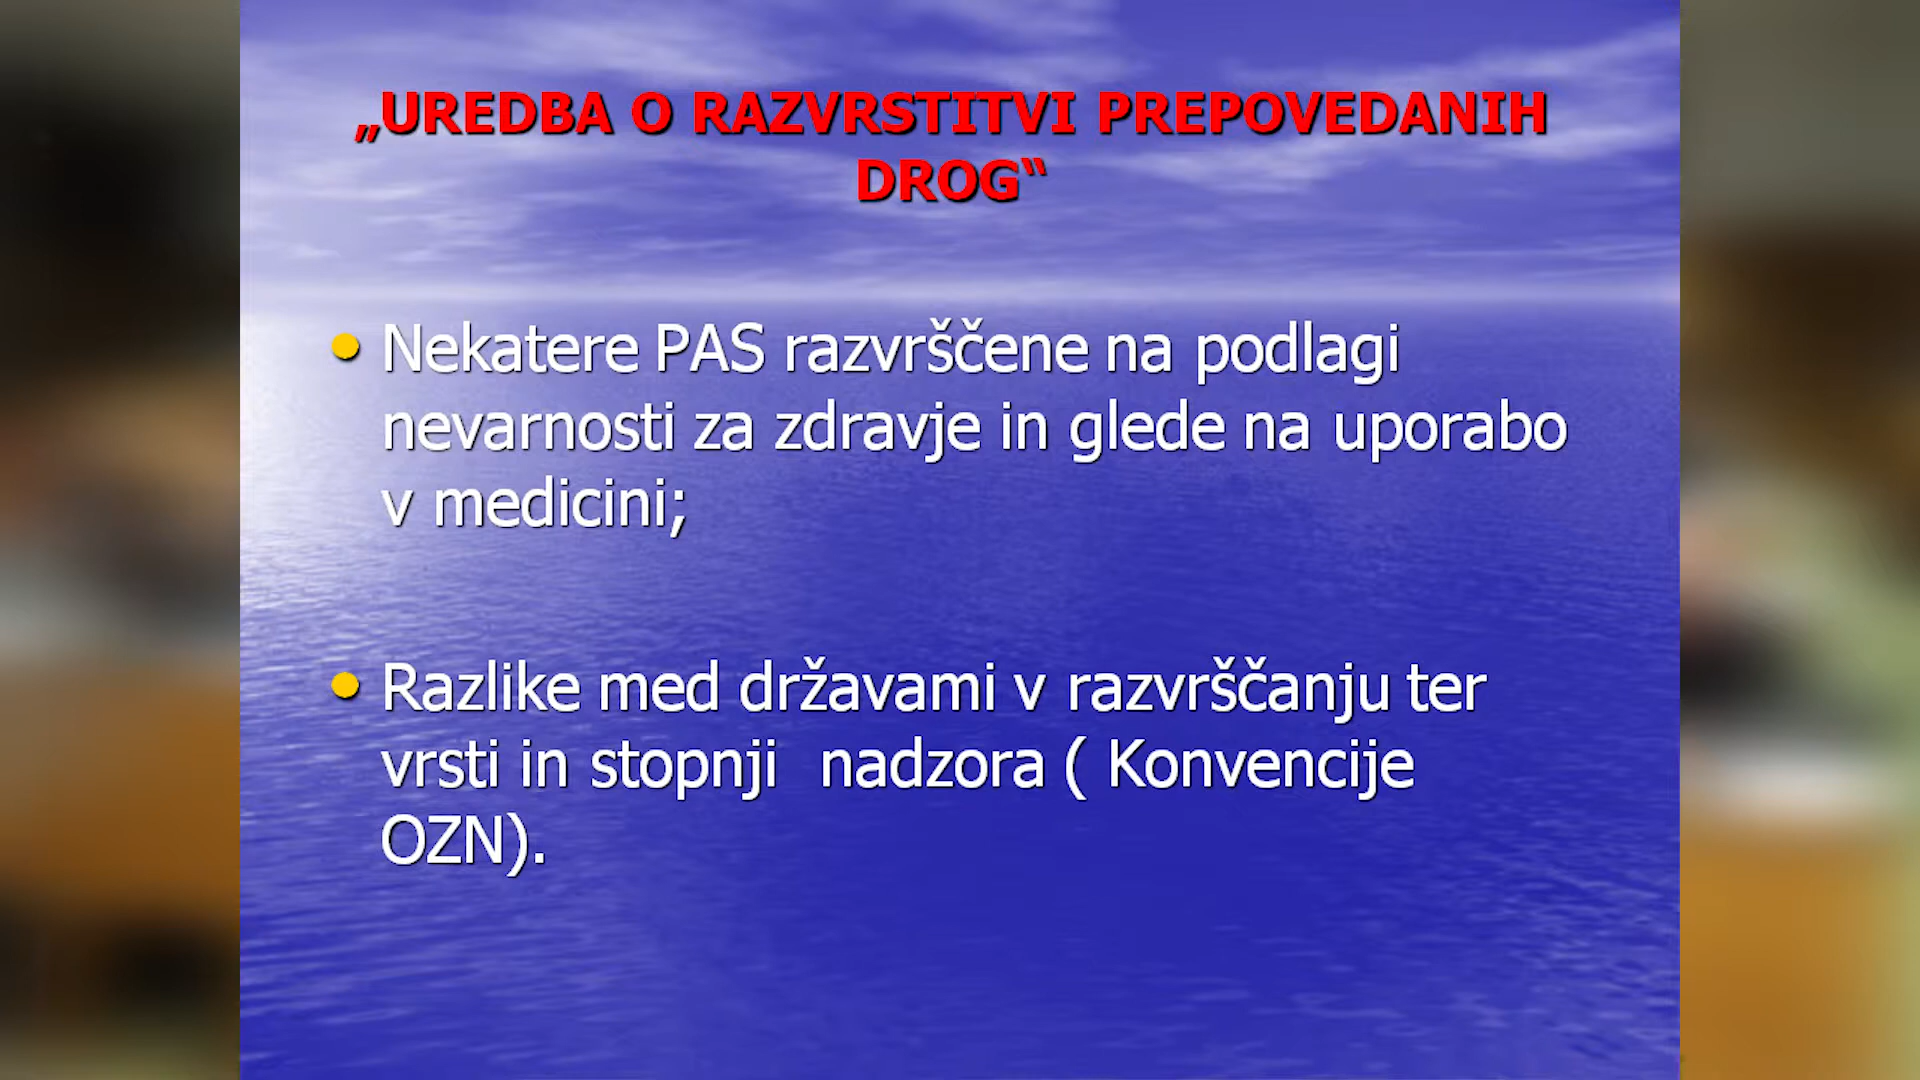 „UREDBA O RAZVRSTITVI PREPOVEDANIH
DROG“
• Nekatere PAS razvrščene na podlagi
nevarnosti za zdravje in glede na uporabo
v medicini;
• Razlike med državami v razvrščanju ter
vrsti in stopnji  nadzora ( Konvencije
OZN).